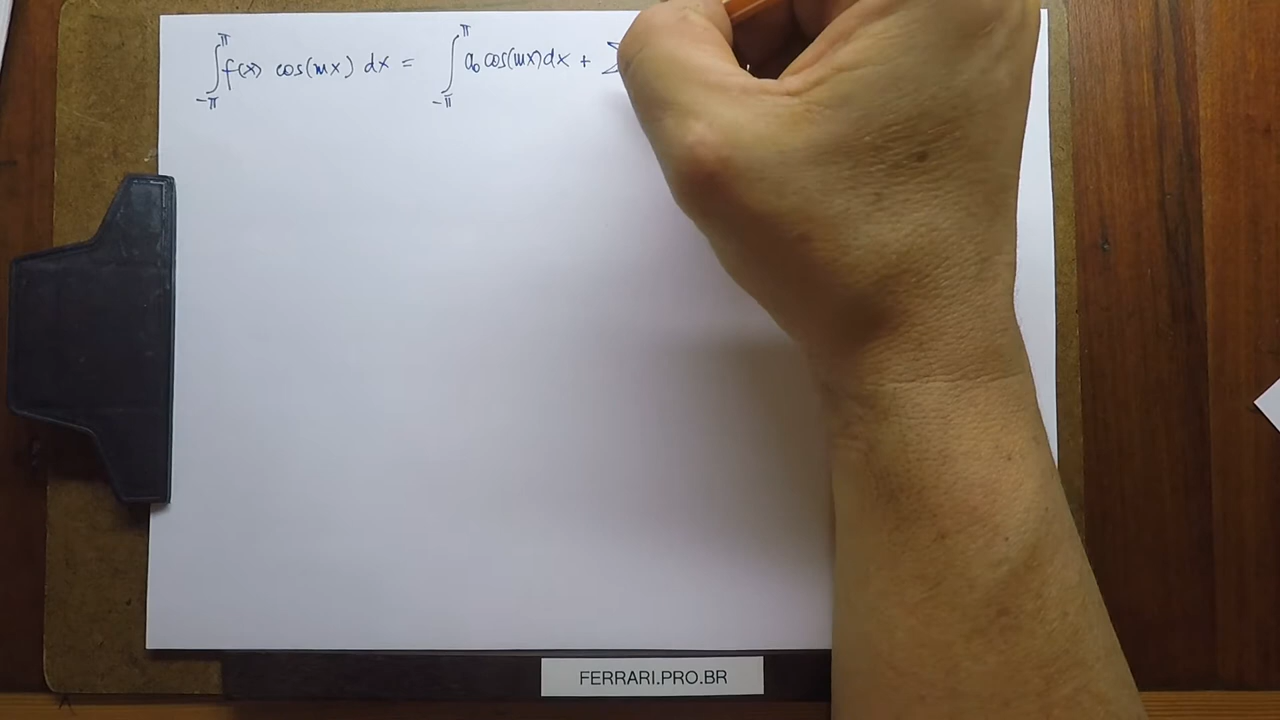 ∫_{-π}^{π} f(x) cos(mx) dx = ∫_{-π}^{π} a₀ cos(mx) dx + Σ
FERRARI.PRO.BR